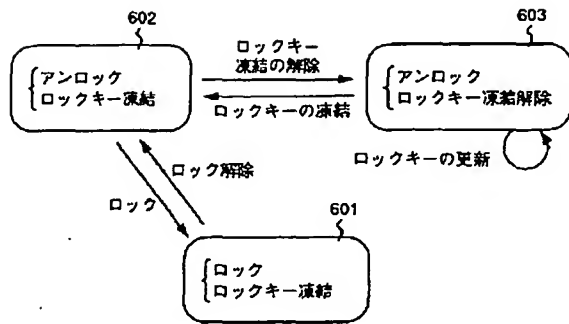 602
アンロック
ロックキー凍結
ロックキー
凍結の解除
ロックキーの凍結
603
アンロック
ロックキー凍結解除
ロックキーの更新
ロック解除
ロック
601
ロック
ロックキー凍結